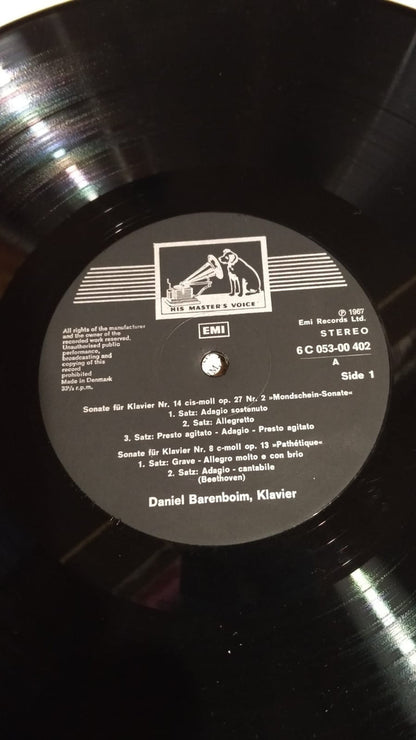 HIS MASTER'S VOICE
EMI
All rights of the manufacturer
and the owner of the
recorded work reserved.
Unauthorised public
performance,
broadcasting and
copying of this
record
prohibited
Made in Denmark
33⅓ r.p.m.
℗ 1967
Emi Records Ltd.
STEREO
6 C 053-00 402
A
Side 1
Sonate für Klavier Nr. 14 cis-moll op. 27 Nr. 2 »Mondschein-Sonate«
1. Satz: Adagio sostenuto
2. Satz: Allegretto
3. Satz: Presto agitato - Adagio - Presto agitato
Sonate für Klavier Nr. 8 c-moll op. 13 »Pathétique«
1. Satz: Grave - Allegro molto e con brio
2. Satz: Adagio - cantabile
(Beethoven)
Daniel Barenboim, Klavier